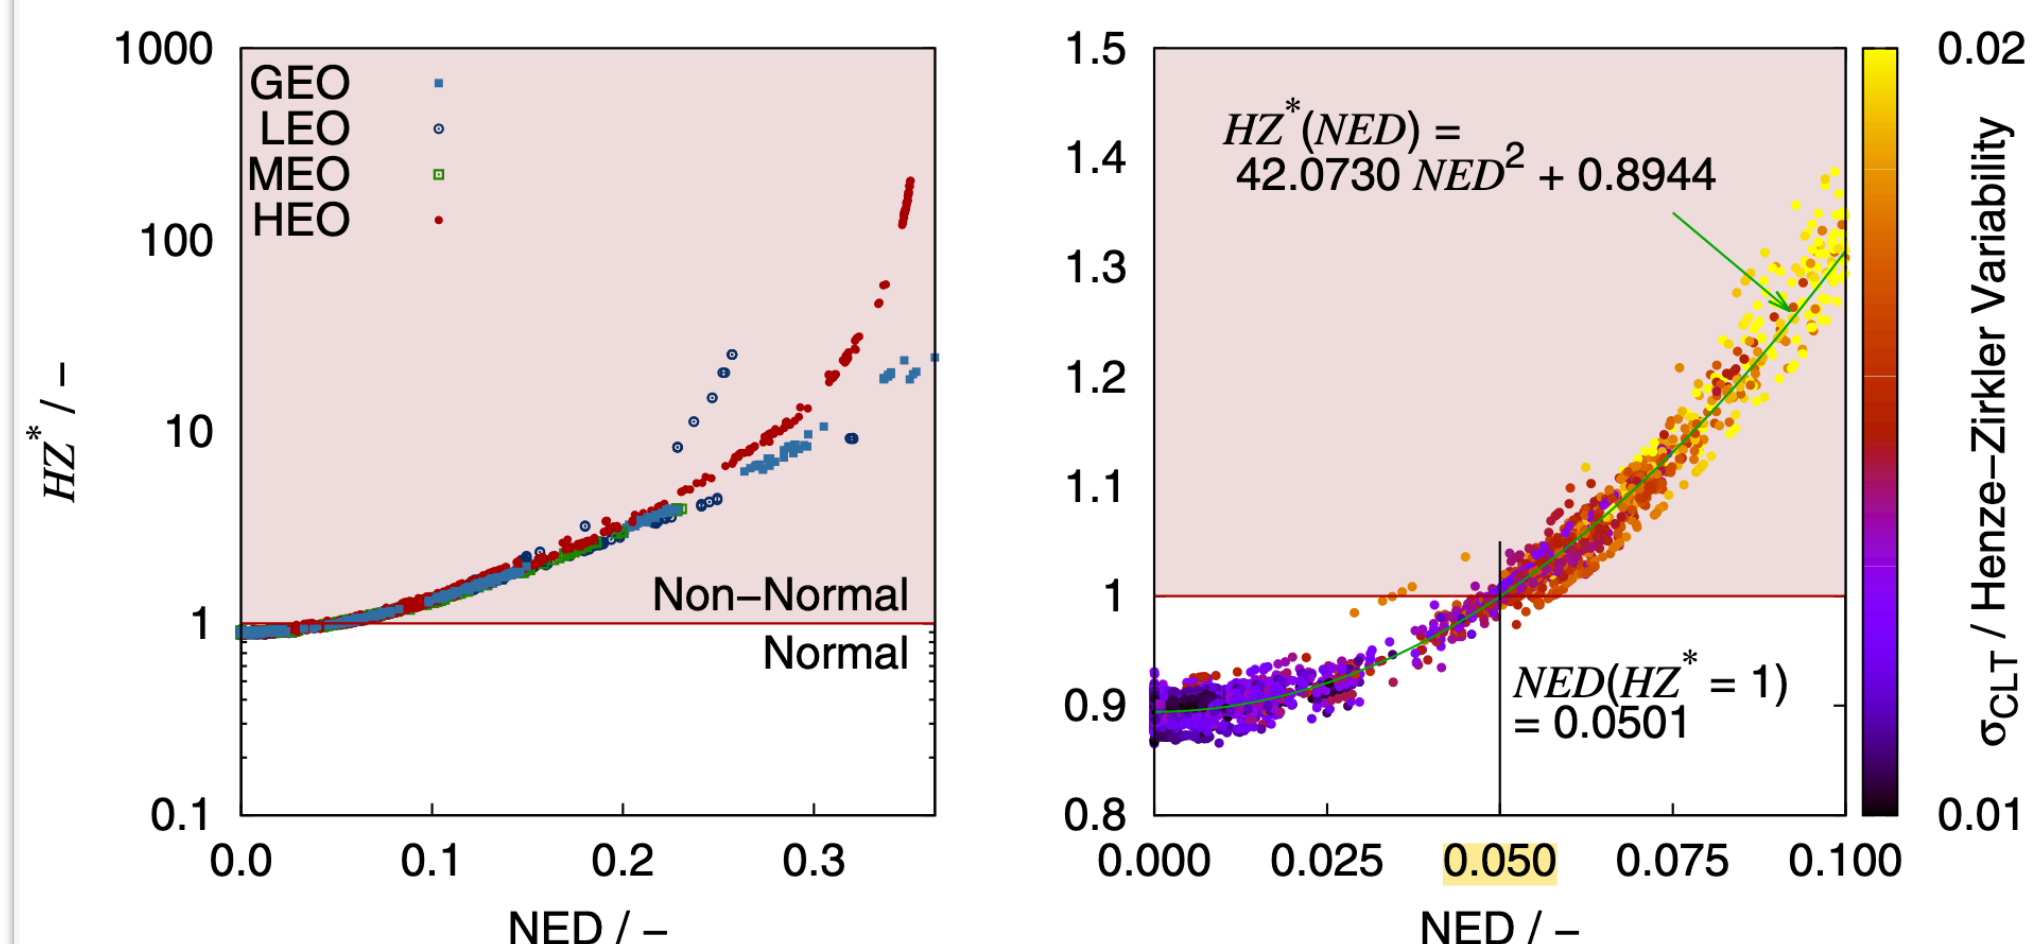 1000
100
10
1
0.1
HZ* / –
GEO
LEO
MEO
HEO
Non–Normal
Normal
0.0 0.1 0.2 0.3
NED / –
1.5
1.4
1.3
1.2
1.1
1
0.9
0.8
HZ*(NED) =
42.0730 NED² + 0.8944
NED(HZ* = 1)
= 0.0501
0.000 0.025 0.050 0.075 0.100
NED / –
0.02
0.01
σCLT / Henze–Zirkler Variability